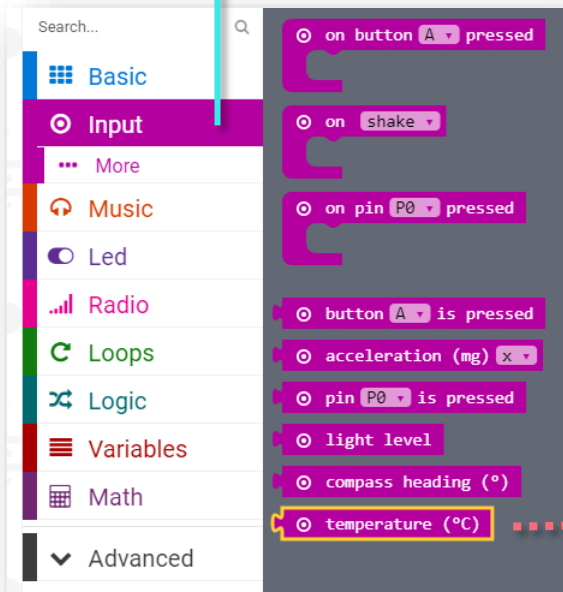 Search...
Basic
Input
More
Music
Led
Radio
Loops
Logic
Variables
Math
Advanced
on button A pressed
on shake
on pin P0 pressed
button A is pressed
acceleration (mg) x
pin P0 is pressed
light level
compass heading (°)
temperature (°C)